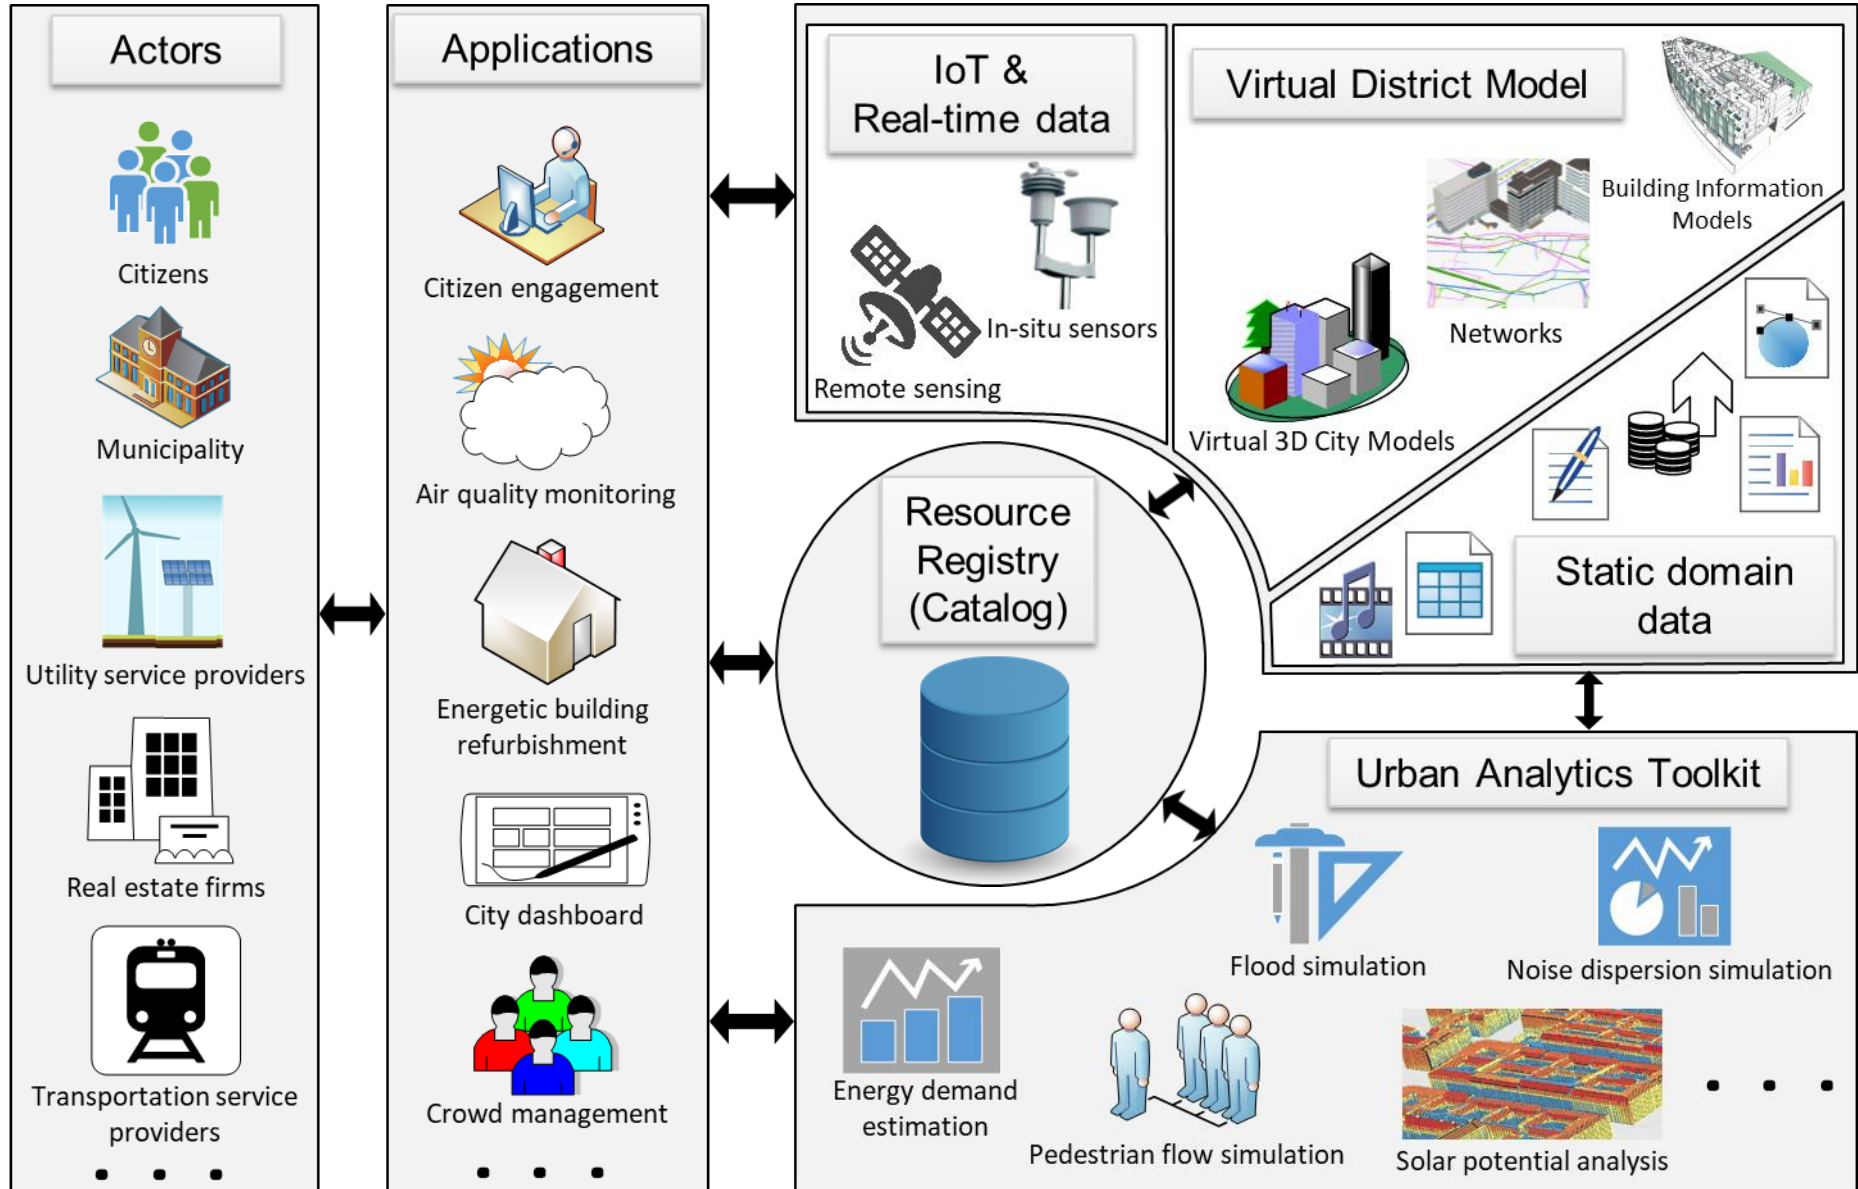 Actors
Citizens
Municipality
Utility service providers
Real estate firms
Transportation service
providers
. . .
Applications
Citizen engagement
Air quality monitoring
Energetic building
refurbishment
City dashboard
Crowd management
. . .
IoT &
Real-time data
In-situ sensors
Remote sensing
Virtual District Model
Building Information
Models
Networks
Virtual 3D City Models
Static domain
data
Resource
Registry
(Catalog)
Urban Analytics Toolkit
Flood simulation
Noise dispersion simulation
Energy demand
estimation
Pedestrian flow simulation
Solar potential analysis
. . .